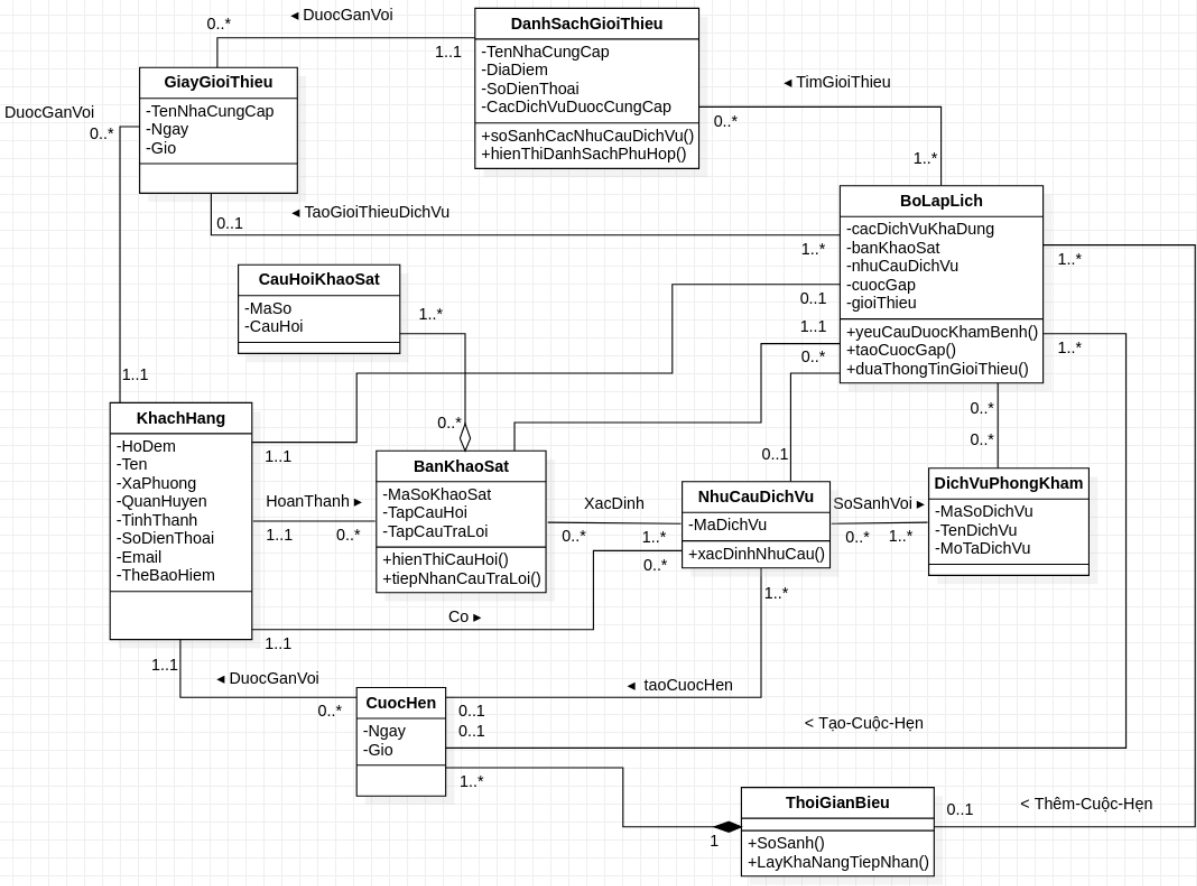 ◄ DuocGanVoi
0..*
1..1
DanhSachGioiThieu
-TenNhaCungCap
-DiaDiem
-SoDienThoai
-CacDichVuDuocCungCap
+soSanhCacNhuCauDichVu()
+hienThiDanhSachPhuHop()
GiayGioiThieu
-TenNhaCungCap
-Ngay
-Gio
DuocGanVoi
0..*
◄ TimGioiThieu
0..*
1..*
◄ TaoGioiThieuDichVu
0..1
1..*
BoLapLich
-cacDichVuKhaDung
-banKhaoSat
-nhuCauDichVu
-cuocGap
-gioiThieu
+yeuCauDuocKhamBenh()
+taoCuocGap()
+duaThongTinGioiThieu()
1..*
0..1
1..1
0..*
1..*
CauHoiKhaoSat
-MaSo
-CauHoi
1..*
0..*
1..1
KhachHang
-HoDem
-Ten
-XaPhuong
-QuanHuyen
-TinhThanh
-SoDienThoai
-Email
-TheBaoHiem
1..1
HoanThanh ►
1..1
0..*
BanKhaoSat
-MaSoKhaoSat
-TapCauHoi
-TapCauTraLoi
+hienThiCauHoi()
+tiepNhanCauTraLoi()
XacDinh
0..*
1..*
0..*
0..1
NhuCauDichVu
-MaDichVu
+xacDinhNhuCau()
SoSanhVoi ►
0..*
1..*
0..*
0..*
DichVuPhongKham
-MaSoDichVu
-TenDichVu
-MoTaDichVu
Co ►
1..1
1..*
1..1
◄ DuocGanVoi
0..*
◄ taoCuocHen
0..1
0..1
CuocHen
-Ngay
-Gio
< Tạo-Cuộc-Hẹn
1..*
1
ThoiGianBieu
+SoSanh()
+LayKhaNangTiepNhan()
0..1
< Thêm-Cuộc-Hẹn